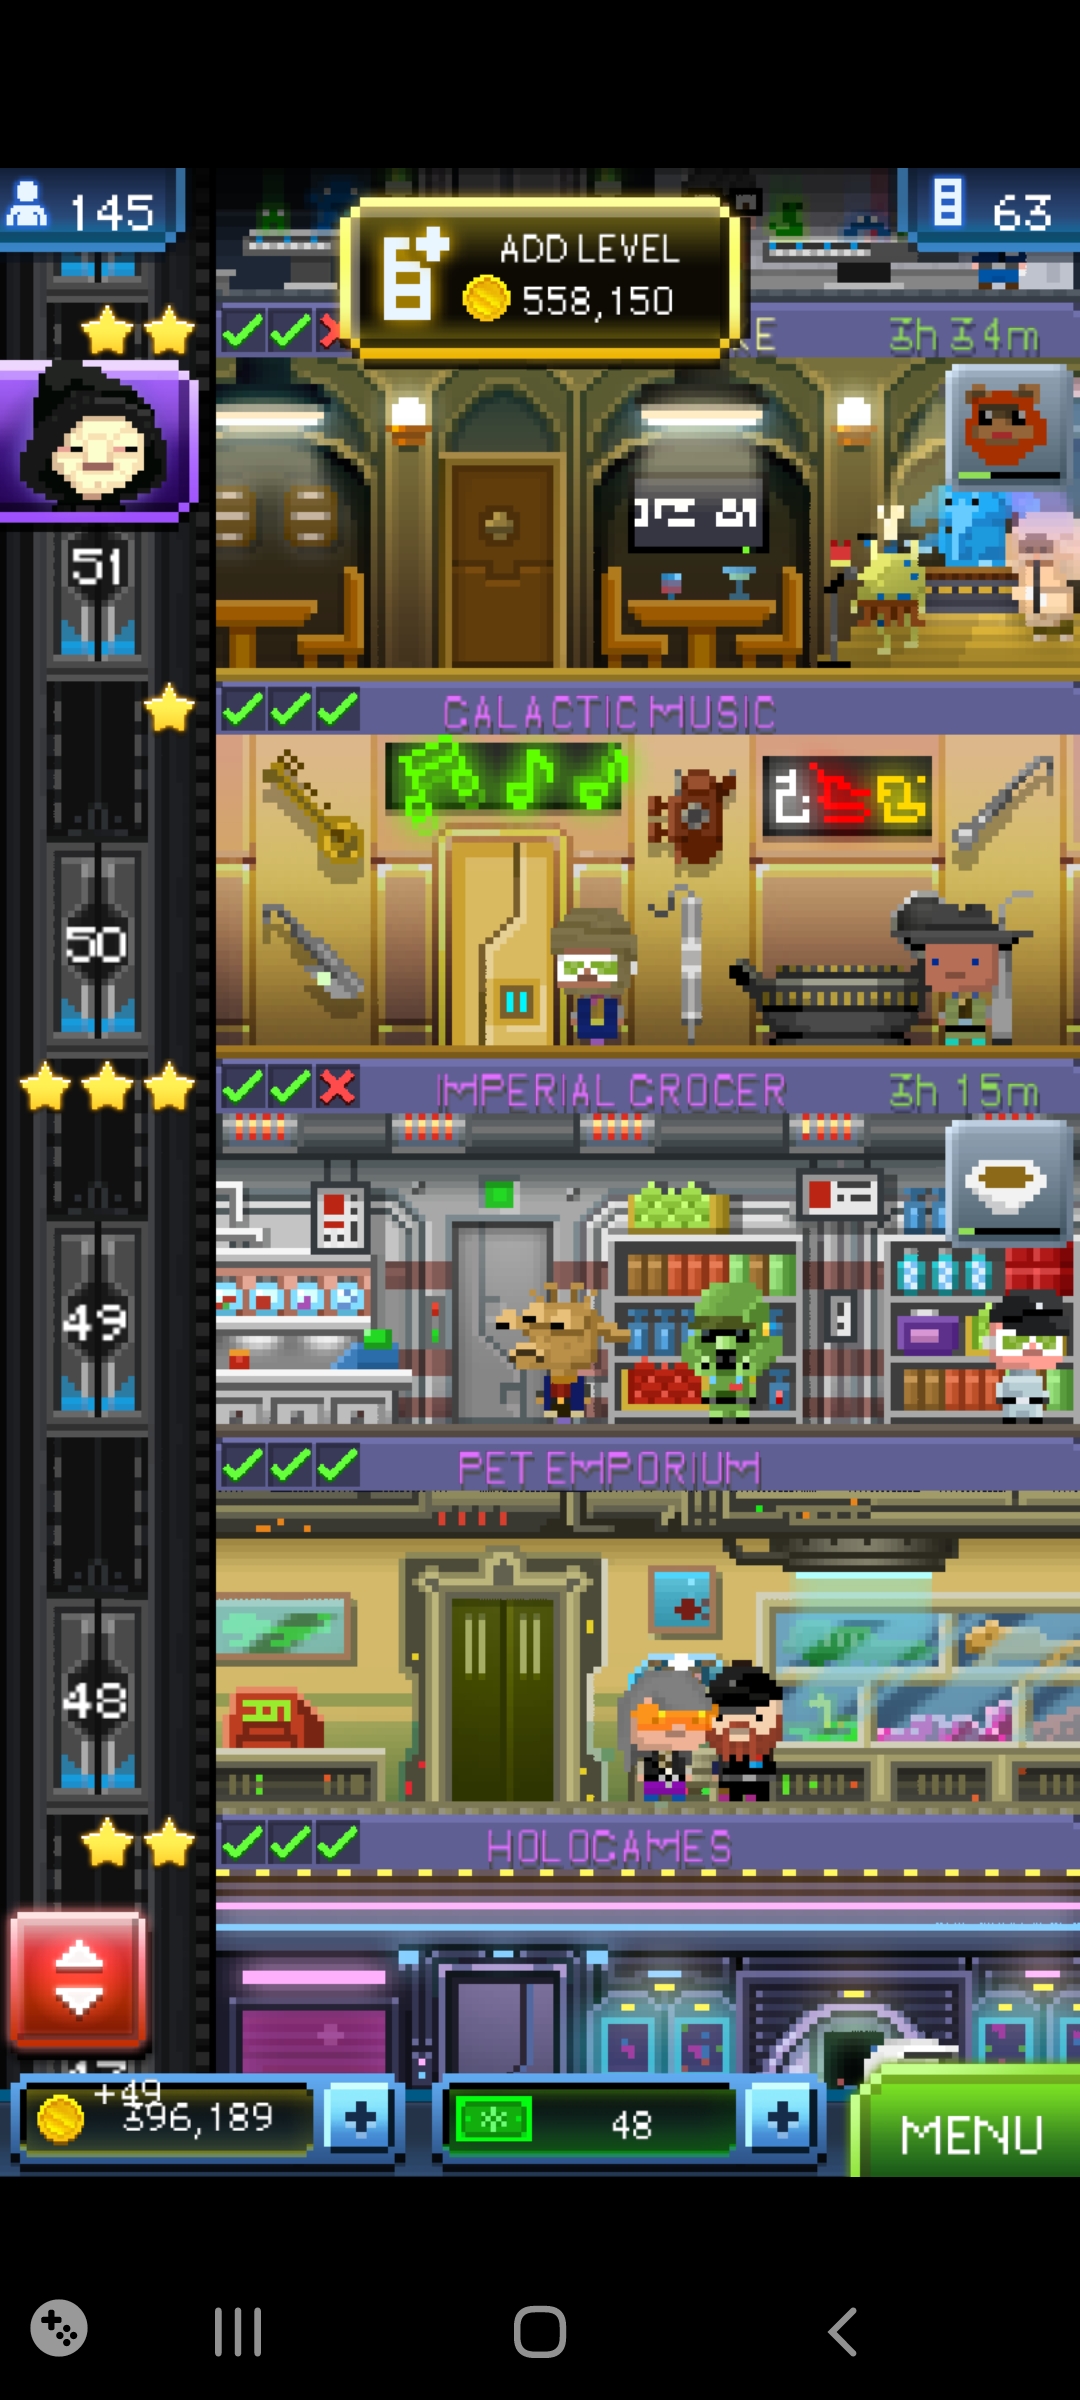 145
ADD LEVEL
558,150
63
KE
3h 34m
51
GALACTIC MUSIC
50
IMPERIAL GROCER
3h 15m
49
PET EMPORIUM
48
HOLOGAMES
+49
396,189
48
MENU